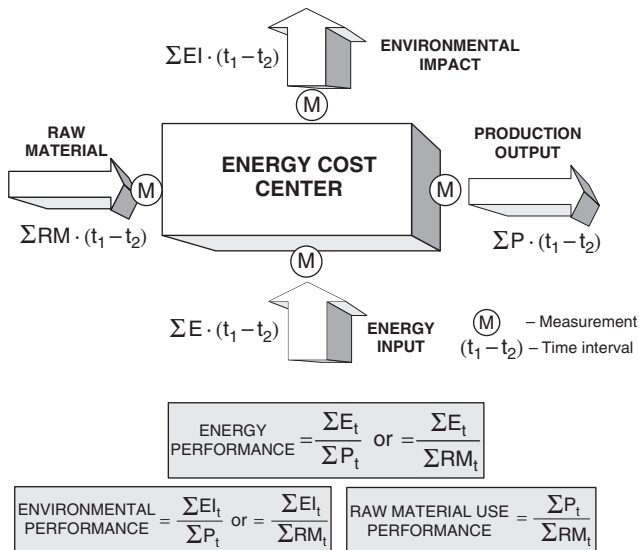 ΣEI · (t₁ – t₂)
ENVIRONMENTAL
IMPACT
M
RAW
MATERIAL
PRODUCTION
OUTPUT
ENERGY COST
CENTER
M
M
ΣRM · (t₁ – t₂)
ΣP · (t₁ – t₂)
M
ΣE · (t₁ – t₂)
ENERGY
INPUT
M – Measurement
(t₁ – t₂) – Time interval
ENERGY PERFORMANCE = ΣEₜ / ΣPₜ or = ΣEₜ / ΣRMₜ
ENVIRONMENTAL PERFORMANCE = ΣEIₜ / ΣPₜ or = ΣEIₜ / ΣRMₜ
RAW MATERIAL USE PERFORMANCE = ΣPₜ / ΣRMₜ